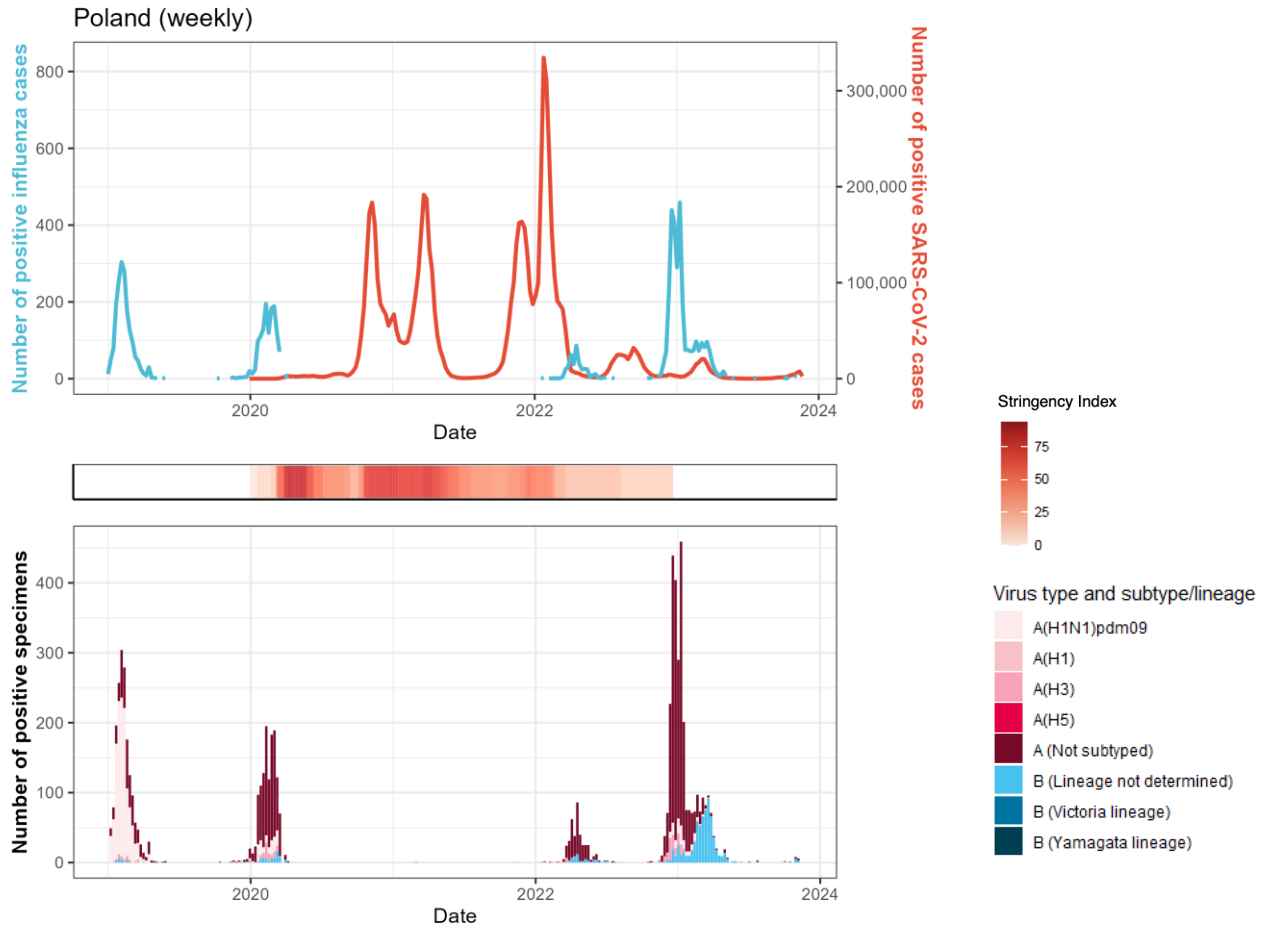 Poland (weekly)
Number of positive influenza cases
800
600
400
200
0
300,000
200,000
100,000
0
Number of positive SARS-CoV-2 cases
2020
2022
2024
Date
Stringency Index
75
50
25
0
Number of positive specimens
400
300
200
100
0
2020
2022
2024
Date
Virus type and subtype/lineage
A(H1N1)pdm09
A(H1)
A(H3)
A(H5)
A (Not subtyped)
B (Lineage not determined)
B (Victoria lineage)
B (Yamagata lineage)